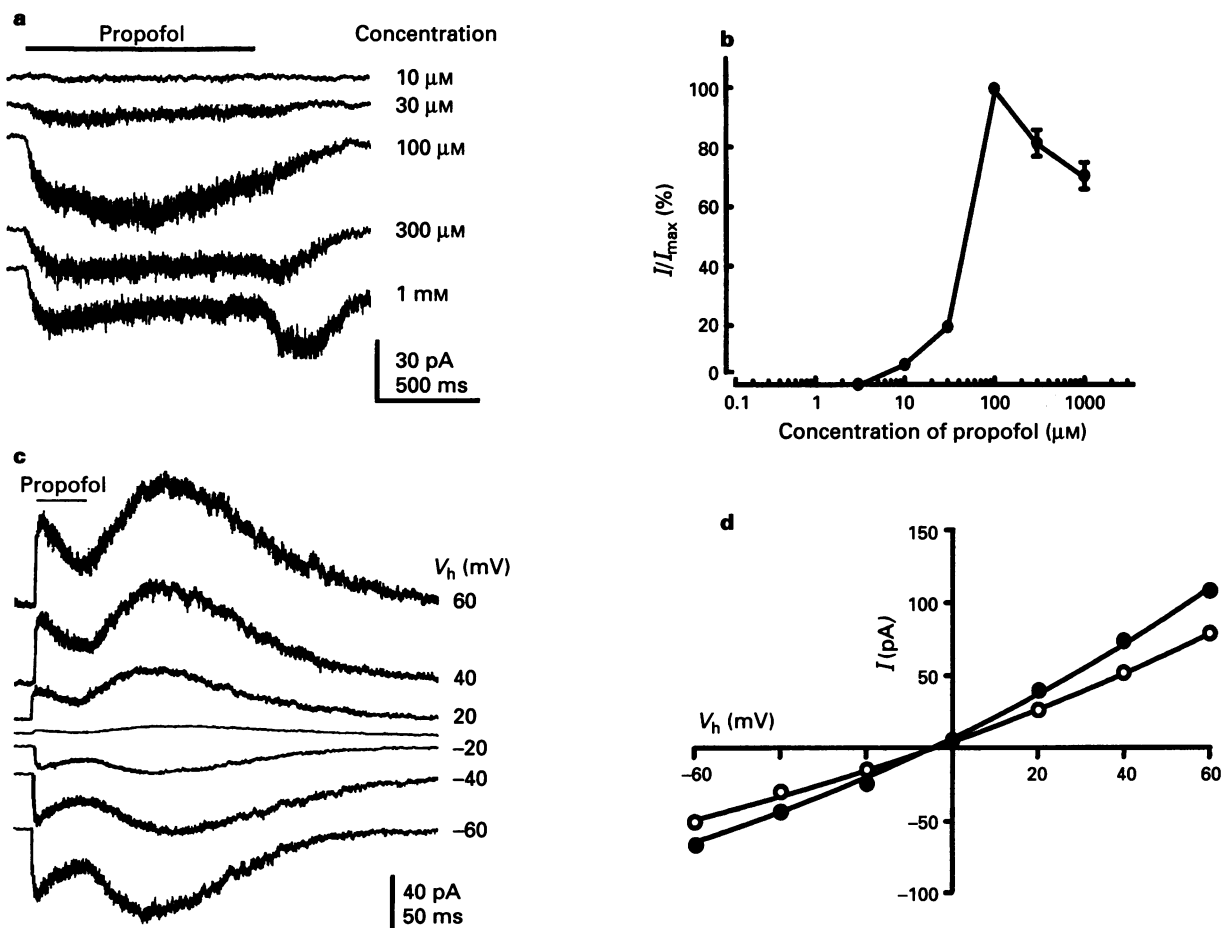 a
Propofol
Concentration
10 µM
30 µM
100 µM
300 µM
1 mM
30 pA
500 ms
b
I/Imax (%)
100
80
60
40
20
0
0.1 1 10 100 1000
Concentration of propofol (µM)
c
Propofol
Vh (mV)
60
40
20
−20
−40
−60
40 pA
50 ms
d
I (pA)
150
100
50
Vh (mV)
−60 20 40 60
−50
−100